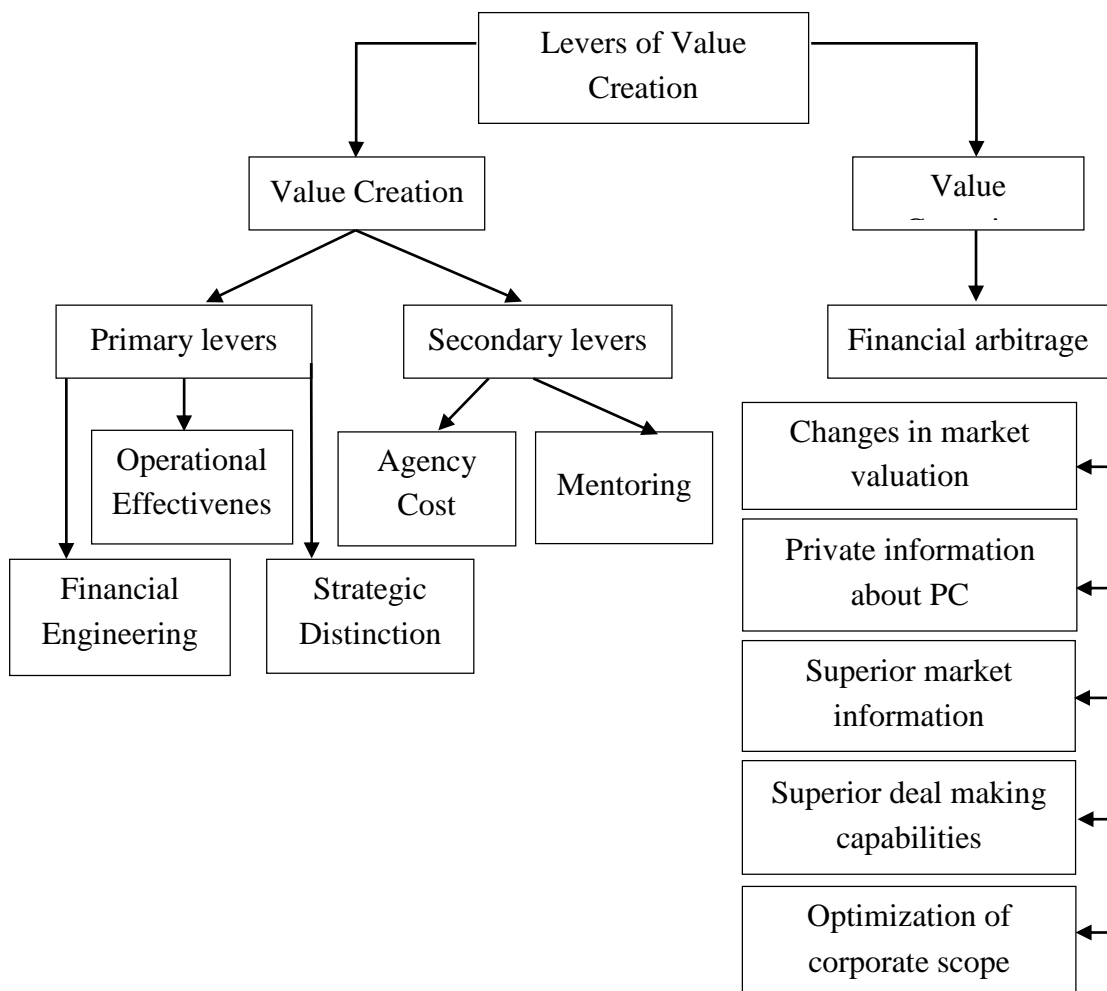 Levers of Value
Creation
Value Creation
Value
Primary levers
Secondary levers
Financial arbitrage
Operational
Effectivenes
Agency
Cost
Mentoring
Financial
Engineering
Strategic
Distinction
Changes in market
valuation
Private information
about PC
Superior market
information
Superior deal making
capabilities
Optimization of
corporate scope